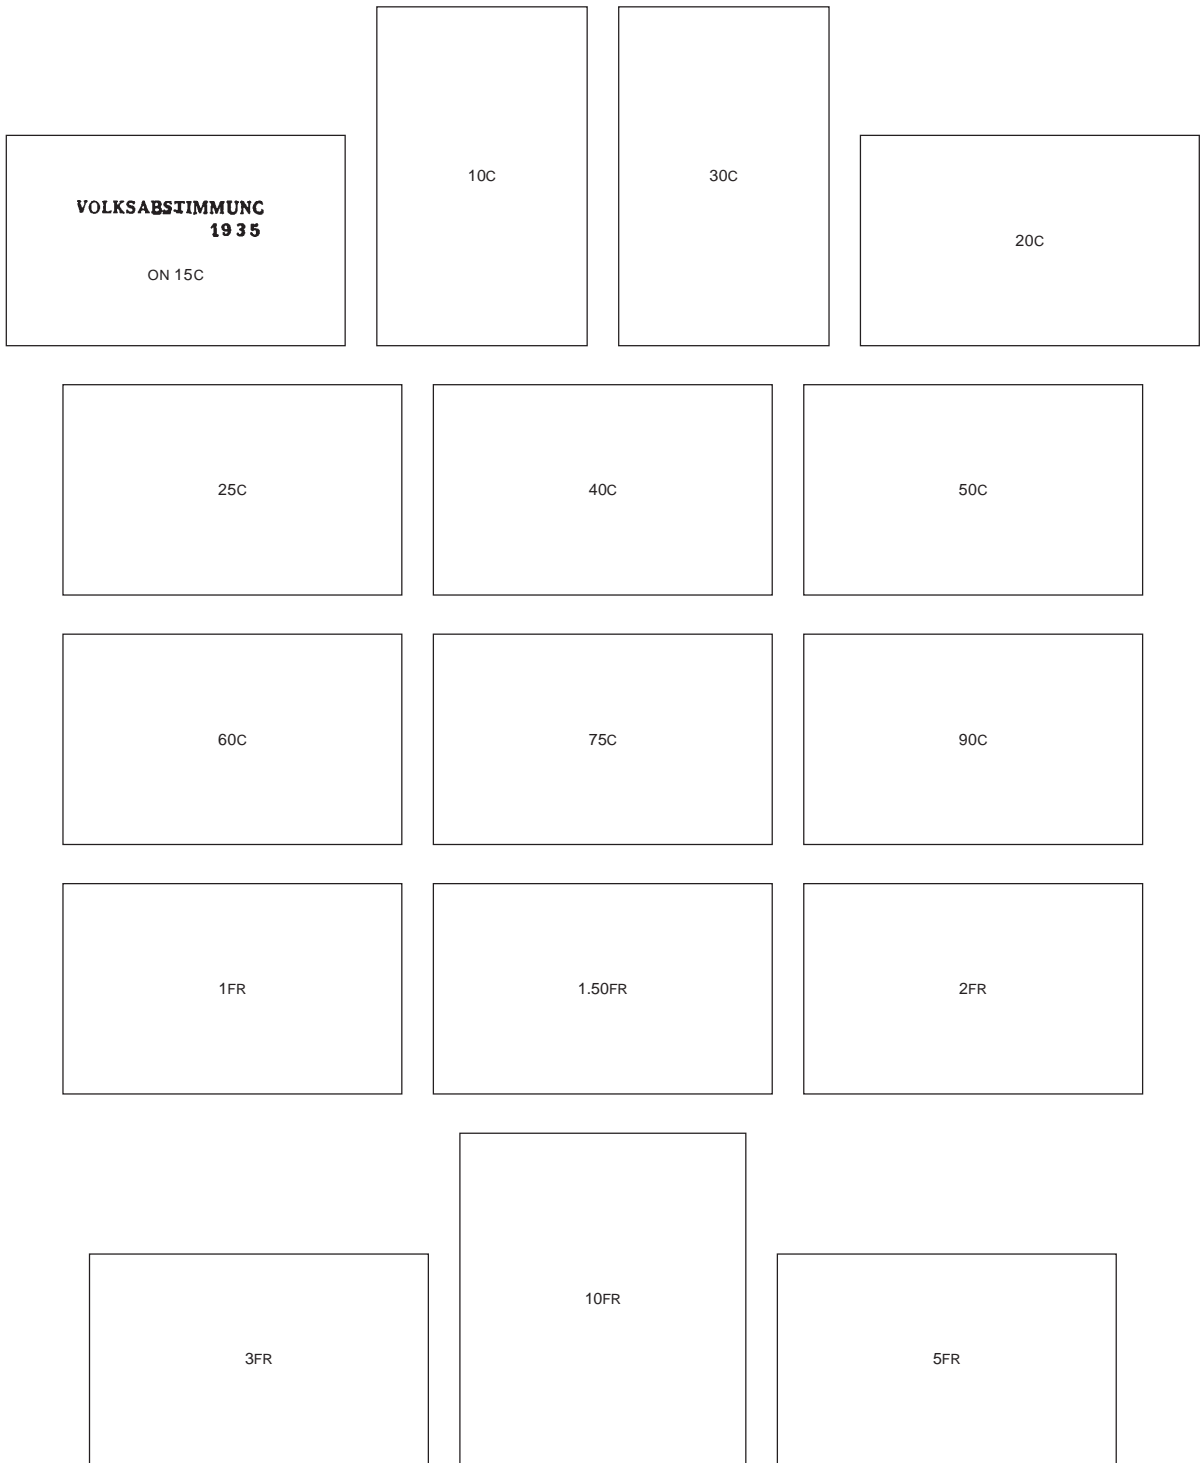 VOLKSABSTIMMUNG
1935
ON 15C
10C
30C
20C
25C
40C
50C
60C
75C
90C
1FR
1.50FR
2FR
3FR
10FR
5FR